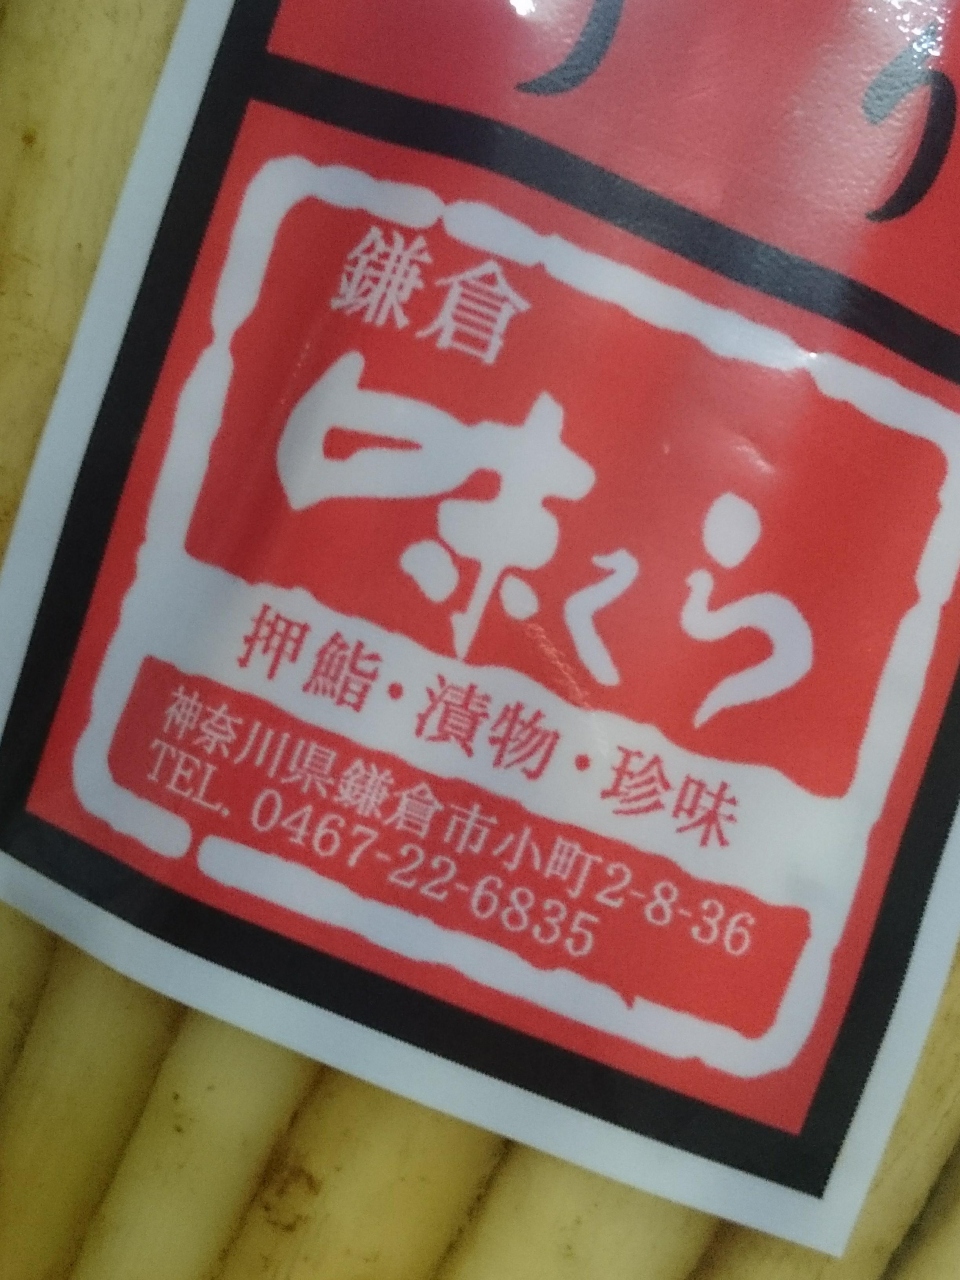 鎌倉
味くら
押鮨・漬物・珍味
神奈川県鎌倉市小町2-8-36
TEL. 0467-22-6835